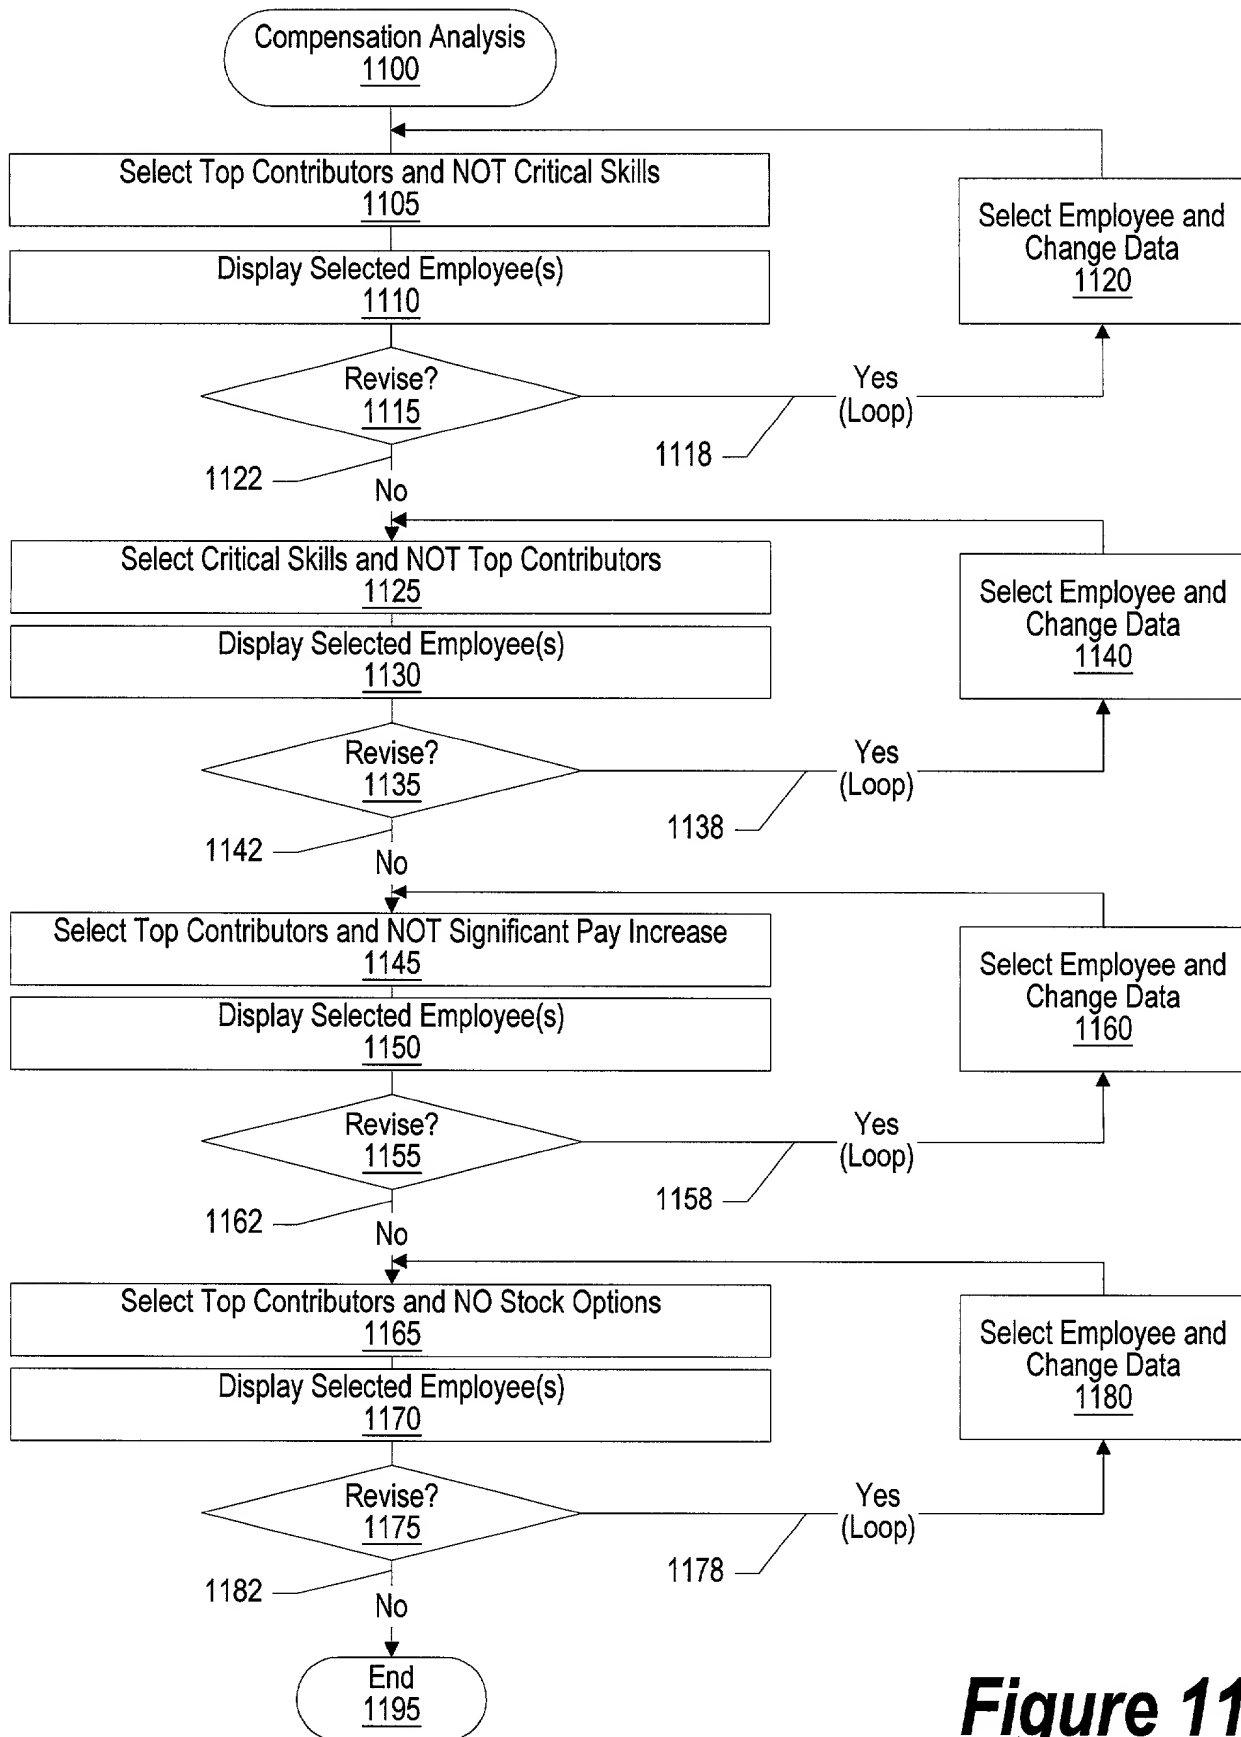 Compensation Analysis
1100
Select Top Contributors and NOT Critical Skills
1105
Display Selected Employee(s)
1110
Select Employee and
Change Data
1120
Revise?
1115
Yes
(Loop)
1118
1122
No
Select Critical Skills and NOT Top Contributors
1125
Display Selected Employee(s)
1130
Select Employee and
Change Data
1140
Revise?
1135
Yes
(Loop)
1138
1142
No
Select Top Contributors and NOT Significant Pay Increase
1145
Display Selected Employee(s)
1150
Select Employee and
Change Data
1160
Revise?
1155
Yes
(Loop)
1158
1162
No
Select Top Contributors and NO Stock Options
1165
Display Selected Employee(s)
1170
Select Employee and
Change Data
1180
Revise?
1175
Yes
(Loop)
1178
1182
No
End
1195
Figure 11